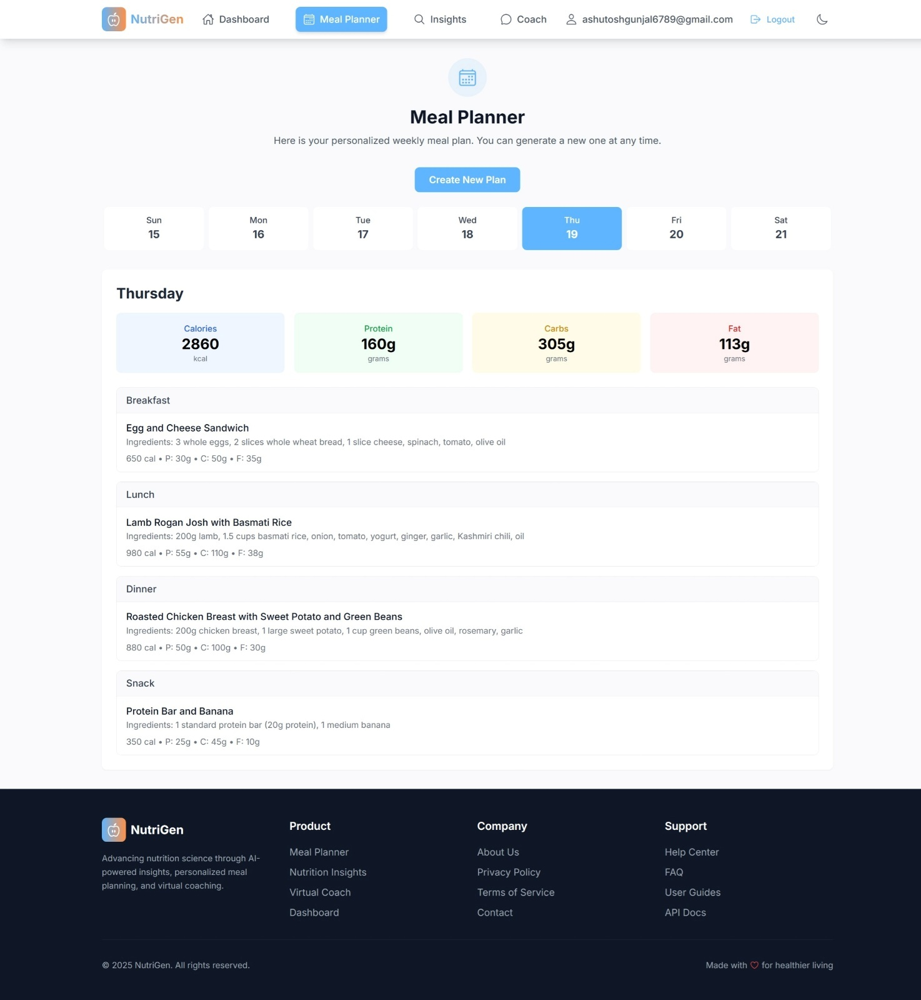 NutriGen
Dashboard
Meal Planner
Insights
Coach
ashutoshgunjal6789@gmail.com
Logout
Meal Planner
Here is your personalized weekly meal plan. You can generate a new one at any time.
Create New Plan
Sun
15
Mon
16
Tue
17
Wed
18
Thu
19
Fri
20
Sat
21
Thursday
Calories
2860
kcal
Protein
160g
grams
Carbs
305g
grams
Fat
113g
grams
Breakfast
Egg and Cheese Sandwich
Ingredients: 3 whole eggs, 2 slices whole wheat bread, 1 slice cheese, spinach, tomato, olive oil
650 cal • P: 30g • C: 50g • F: 35g
Lunch
Lamb Rogan Josh with Basmati Rice
Ingredients: 200g lamb, 1.5 cups basmati rice, onion, tomato, yogurt, ginger, garlic, Kashmiri chili, oil
980 cal • P: 55g • C: 110g • F: 38g
Dinner
Roasted Chicken Breast with Sweet Potato and Green Beans
Ingredients: 200g chicken breast, 1 large sweet potato, 1 cup green beans, olive oil, rosemary, garlic
880 cal • P: 50g • C: 100g • F: 30g
Snack
Protein Bar and Banana
Ingredients: 1 standard protein bar (20g protein), 1 medium banana
350 cal • P: 25g • C: 45g • F: 10g
NutriGen
Advancing nutrition science through AI-
powered insights, personalized meal
planning, and virtual coaching.
Product
Meal Planner
Nutrition Insights
Virtual Coach
Dashboard
Company
About Us
Privacy Policy
Terms of Service
Contact
Support
Help Center
FAQ
User Guides
API Docs
© 2025 NutriGen. All rights reserved.
Made with ♡ for healthier living